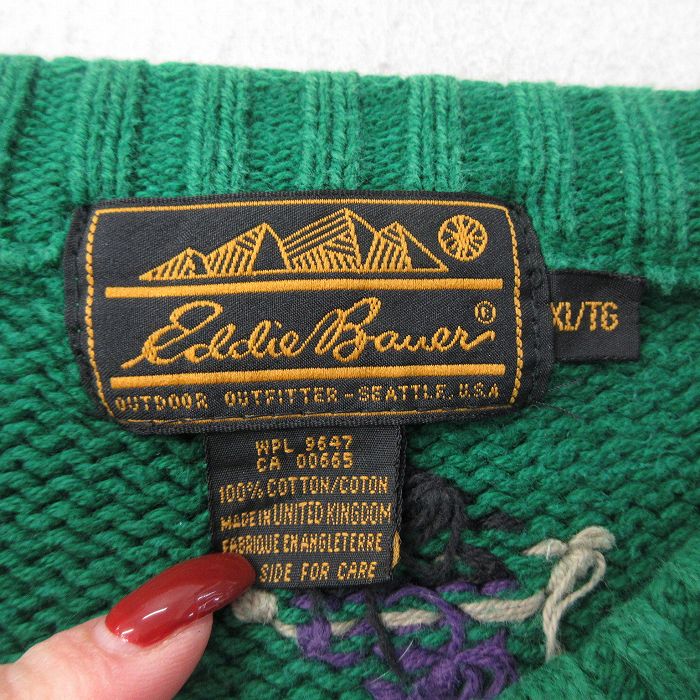 Eddie Bauer©
OUTDOOR OUTFITTER - SEATTLE, U.S.A
XL/TG
WPL 9647
CA 00665
100% COTTON/COTON
MADE IN UNITED KINGDOM
FABRIQUE EN ANGLETERRE
SIDE FOR CARE